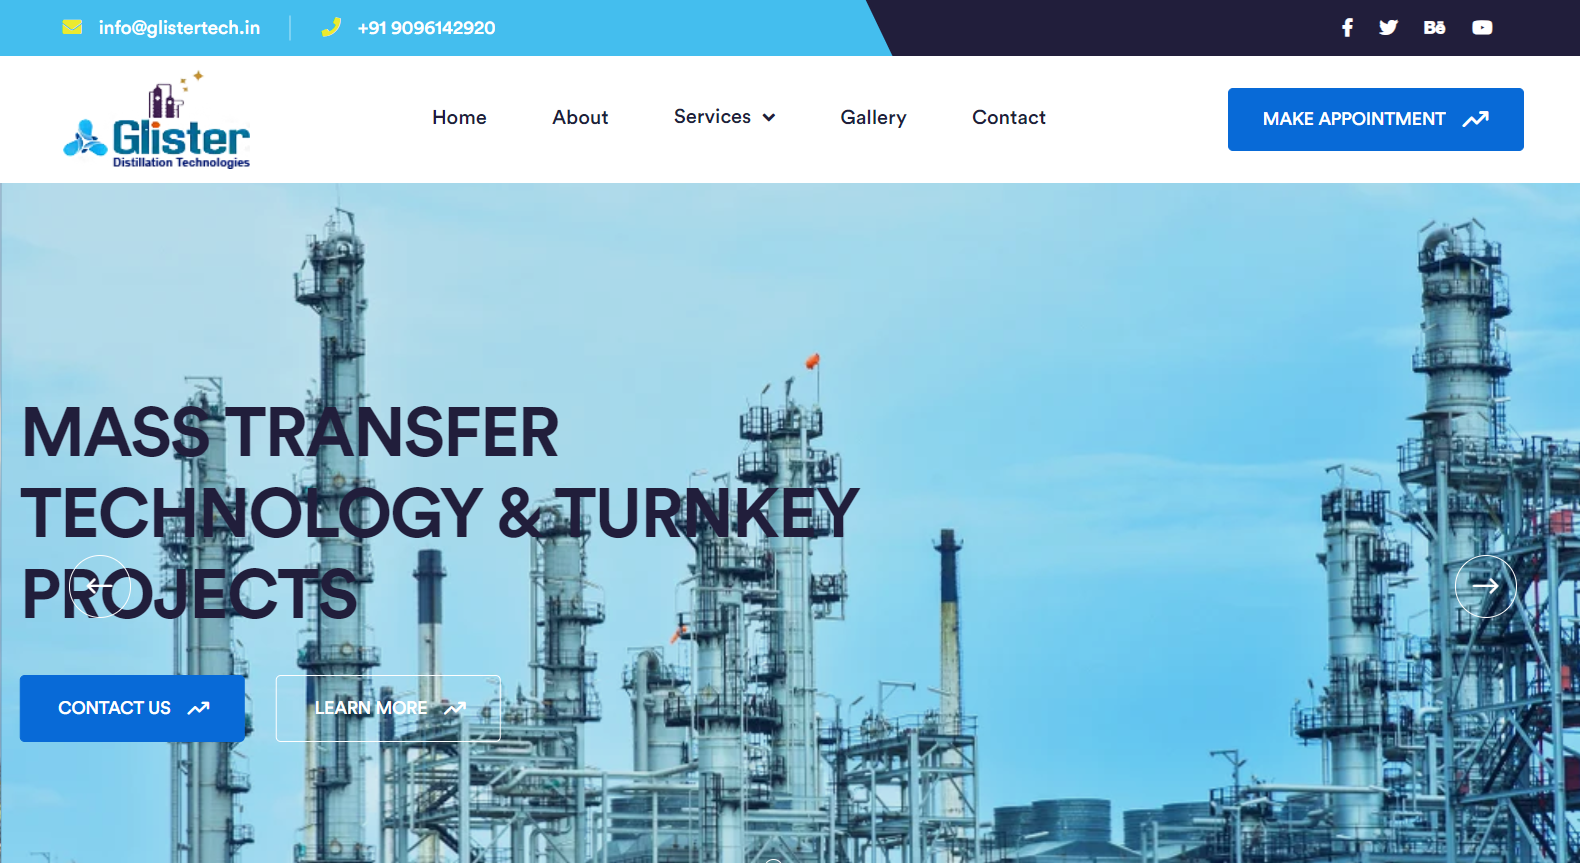 info@glistertech.in
+91 9096142920
Bē
Glister
Distillation Technologies
Home
About
Services
Gallery
Contact
MAKE APPOINTMENT
MASS TRANSFER
TECHNOLOGY & TURNKEY
PROJECTS
CONTACT US
LEARN MORE